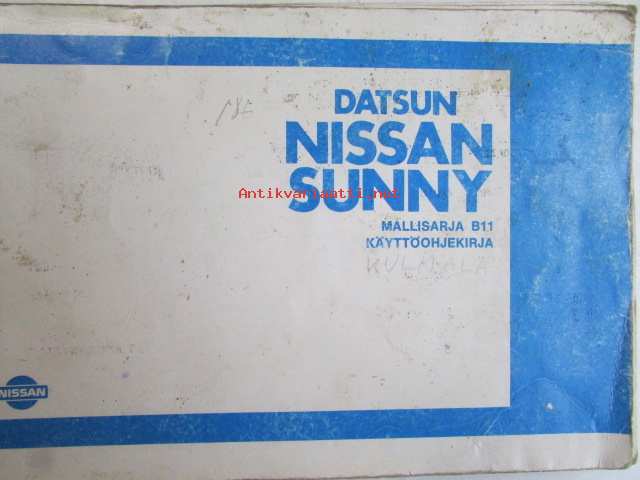 DATSUN
NISSAN
SUNNY
Antikvariaatti.net
MALLISARJA B11
KÄYTTÖOHJEKIRJA
NISSAN